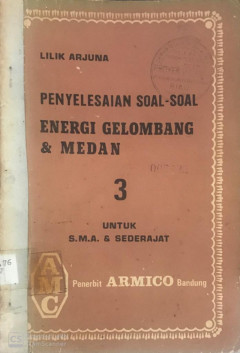 LILIK ARJUNA
PENYELESAIAN SOAL-SOAL
ENERGI GELOMBANG
& MEDAN
3
UNTUK
S.M.A. & SEDERAJAT
AMC
Penerbit ARMICO Bandung